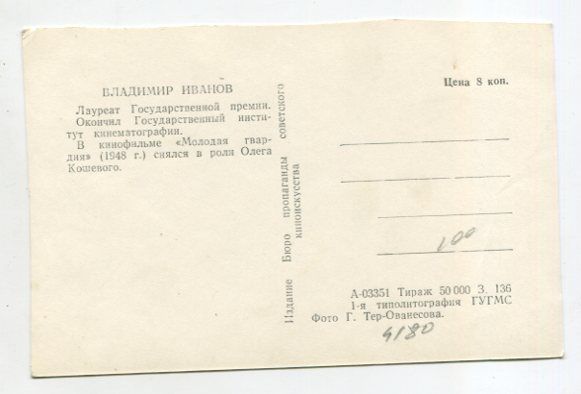 ВЛАДИМИР ИВАНОВ
Лауреат Государственной премии.
Окончил Государственный инсти-
тут кинематографии.
В кинофильме «Молодая гвар-
дия» (1948 г.) снялся в роли Олега
Кошевого.
Издание Бюро пропаганды советского
киноискусства
Цена 8 коп.
100
А-03351 Тираж 50 000 З. 136
1-я типолитография ГУГМС
Фото Г. Тер-Ованесова.
4180